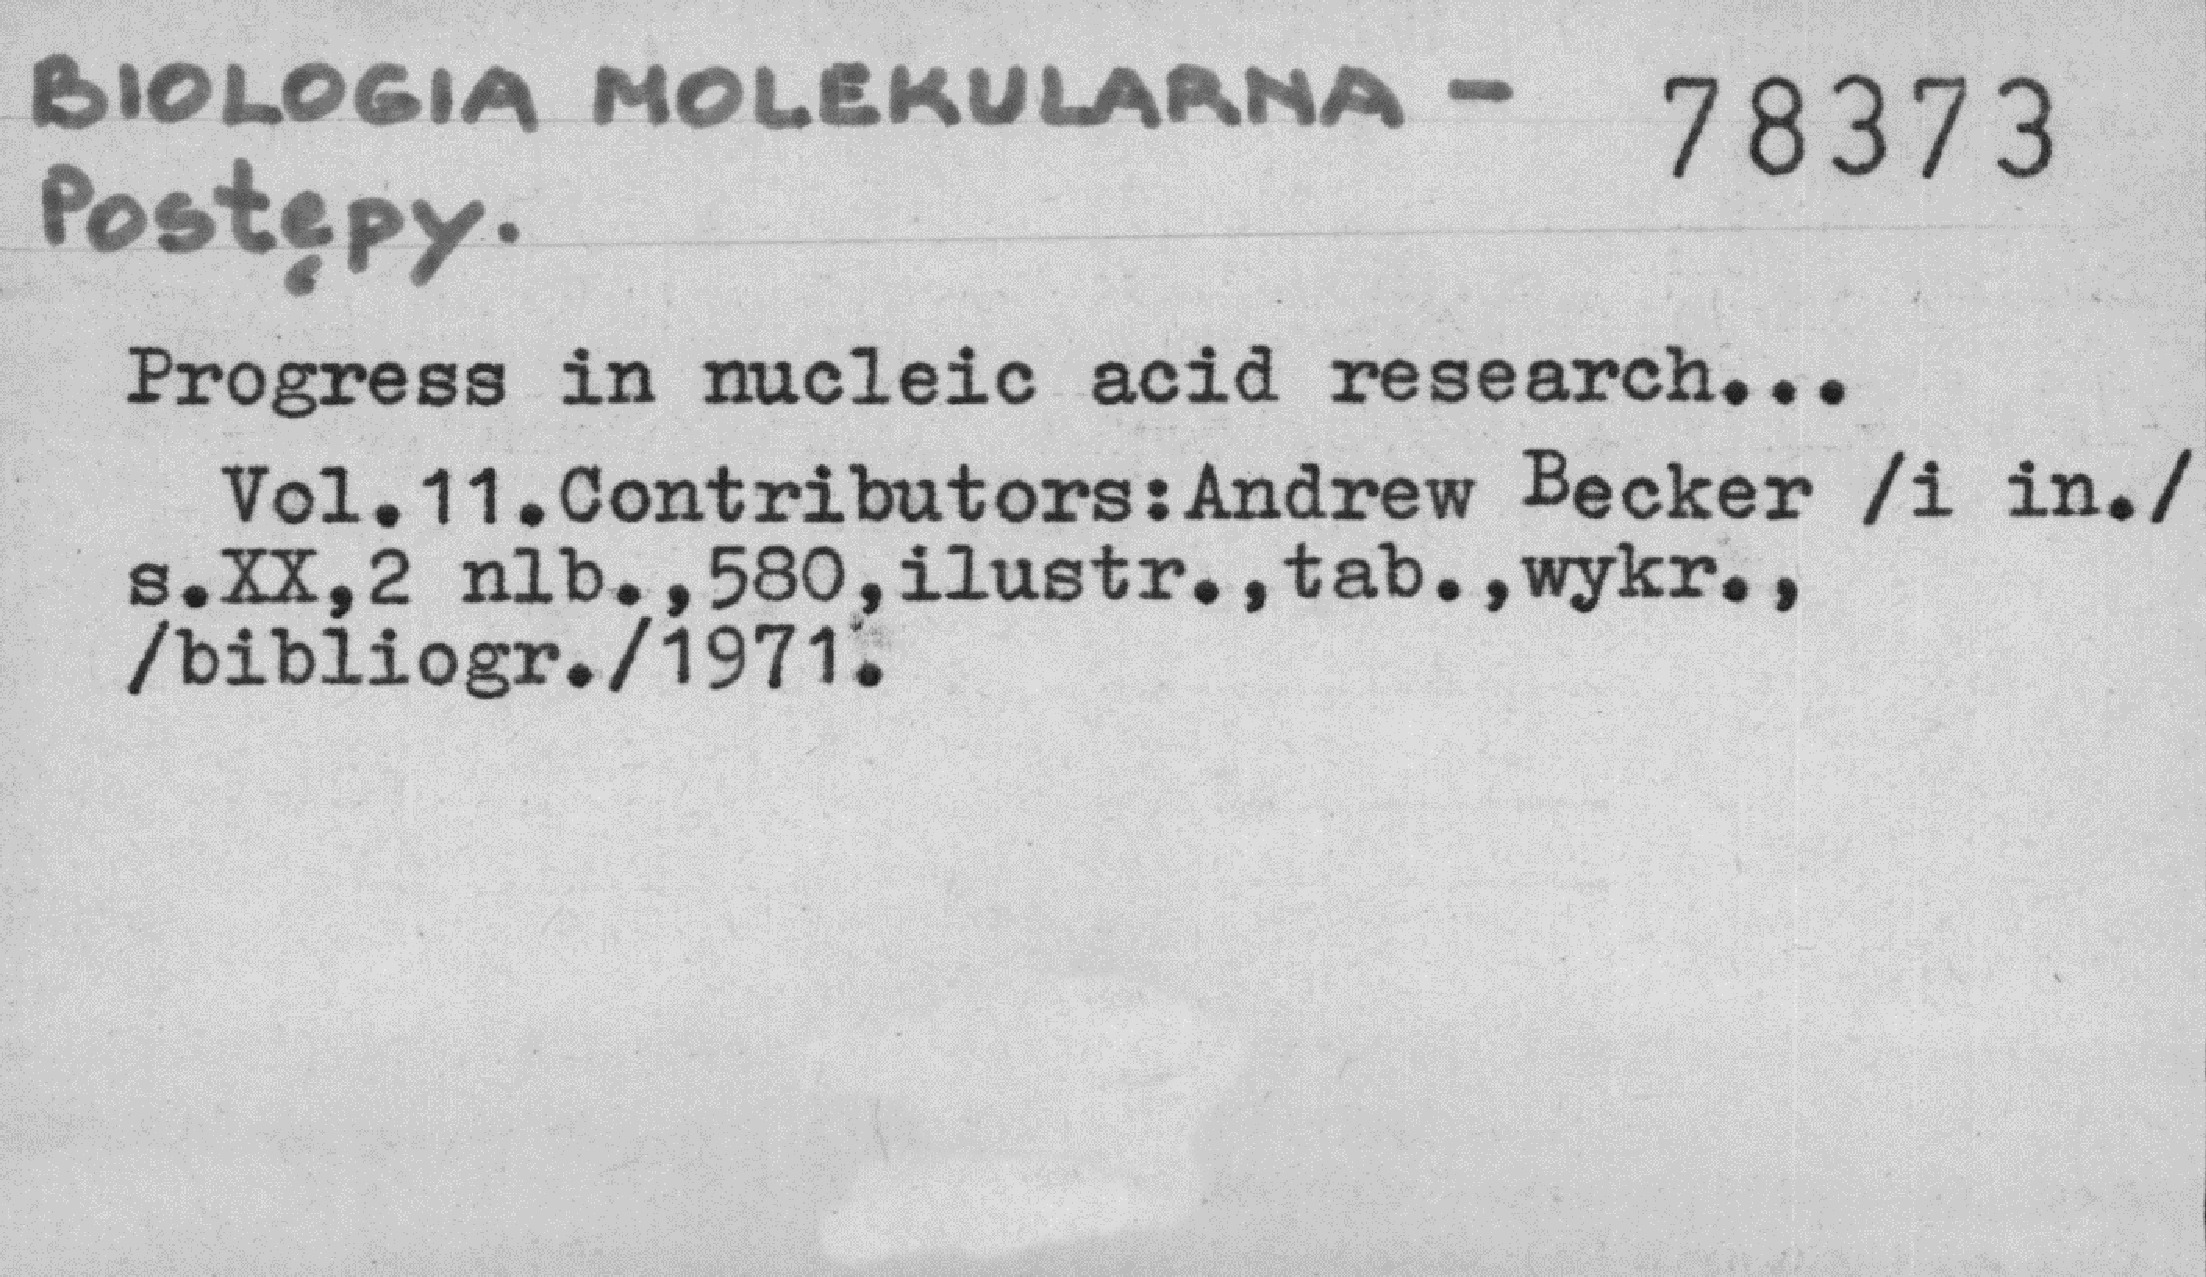 BIOLOGIA MOLEKULARNA - 78373
Postępy.
Progress in nucleic acid research...
Vol.11.Contributors:Andrew Becker /i in./
s.XX,2 nlb.,580,ilustr.,tab.,wykr.,
/bibliogr./1971.